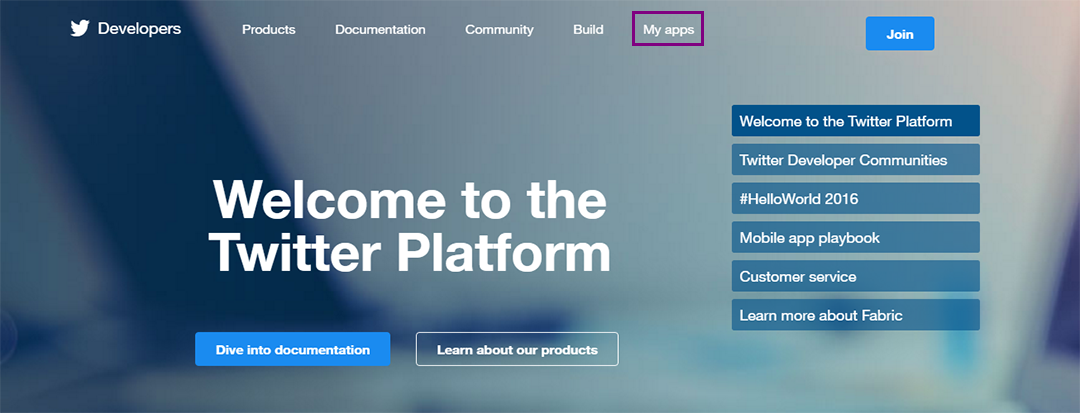 Developers
Products
Documentation
Community
Build
My apps
Join
Welcome to the
Twitter Platform
Dive into documentation
Learn about our products
Welcome to the Twitter Platform
Twitter Developer Communities
#HelloWorld 2016
Mobile app playbook
Customer service
Learn more about Fabric